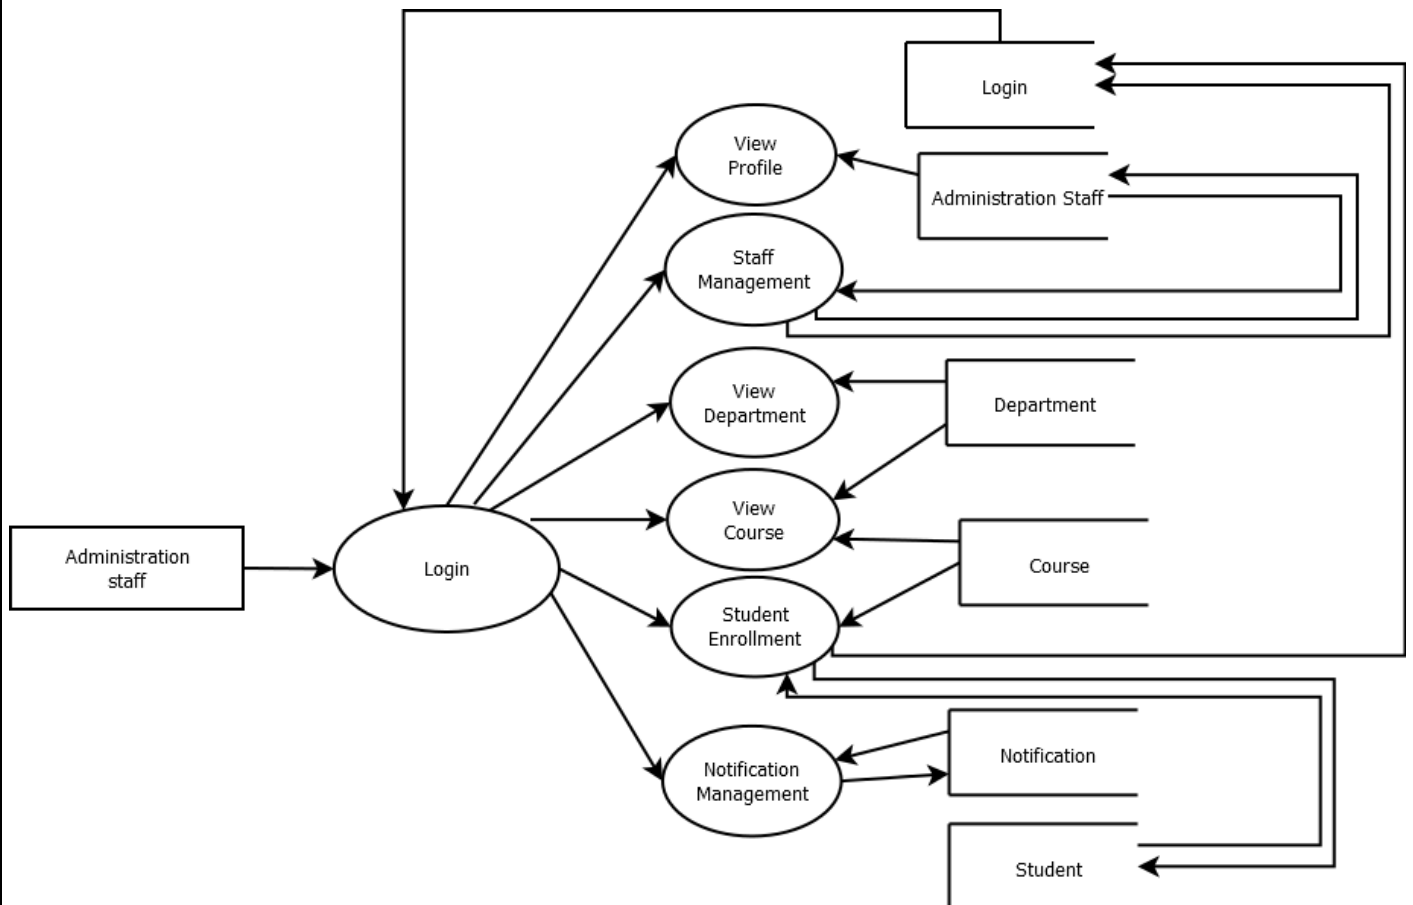 Login
View
Profile
Administration Staff
Staff
Management
View
Department
Department
View
Course
Administration
staff
Login
Course
Student
Enrollment
Notification
Notification
Management
Student